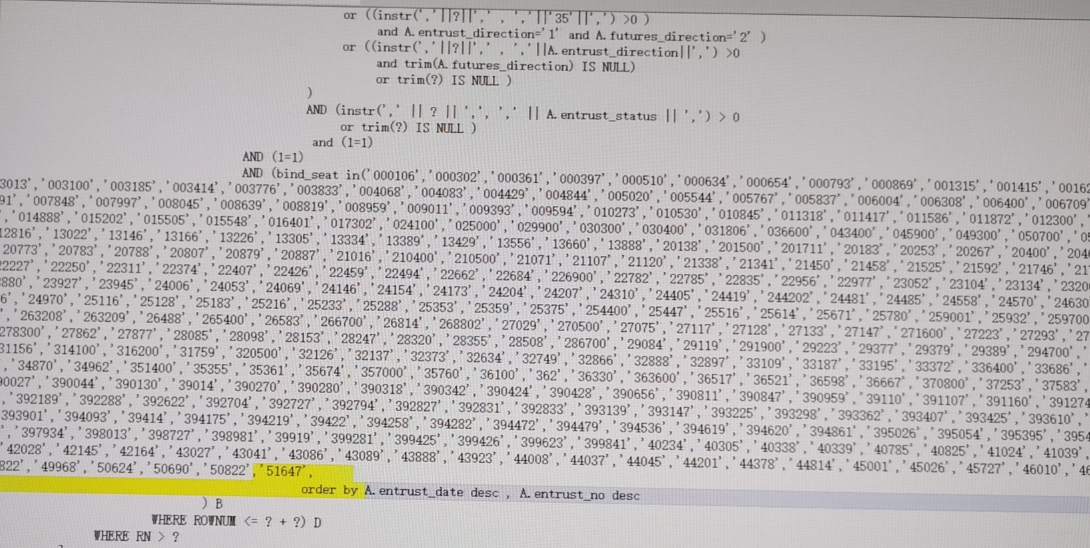 or ((instr(','||?||',' , ','||'35'||',') >0 )
and A.entrust_direction='1' and A.futures_direction='2' )
or ((instr(','||?||',' , ','||A.entrust_direction||',') >0
and trim(A.futures_direction) IS NULL)
or trim(?) IS NULL )
)
AND (instr(',' || ? || ',', ',' || A.entrust_status || ',') > 0
or trim(?) IS NULL )
and (1=1)
AND (1=1)
AND (bind_seat in('000106','000302','000361','000397','000510','000634','000654','000793','000869','001315','001415','00162
3013','003100','003185','003414','003776','003833','004068','004083','004429','004844','005020','005544','005767','005837','006004','006308','006400','006709
91','007848','007997','008045','008639','008819','008959','009011','009393','009594','010273','010530','010845','011318','011417','011586','011872','012300'
','014888','015202','015505','015548','016401','017302','024100','025000','029900','030300','030400','031806','036600','043400','045900','049300','050700','05
12816','13022','13146','13166','13226','13305','13334','13389','13429','13556','13660','13888','20138','201500','201711','20183','20253','20267','20400','204
20773','20783','20788','20807','20879','20887','21016','210400','210500','21071','21107','21120','21338','21341','21450','21458','21525','21592','21746','21
22227','22250','22311','22374','22407','22426','22459','22494','22662','22684','226900','22782','22785','22835','22956','22977','23052','23104','23134','2320
880','23927','23945','24006','24053','24069','24146','24154','24173','24204','24207','24310','24405','24419','244202','24481','24485','24558','24570','24630
6','24970','25116','25128','25183','25216','25233','25288','25353','25359','25375','254400','25447','25516','25614','25671','25780','259001','25932','259700
','263208','263209','26488','265400','26583','266700','26814','268802','27029','270500','27075','27117','27128','27133','27147','271600','27223','27293','27
278300','27862','27877','28085','28098','28153','28247','28320','28355','28508','286700','29084','29119','291900','29223','29377','29379','29389','294700'
31156','314100','316200','31759','320500','32126','32137','32373','32634','32749','32866','32888','32897','33109','33187','33195','33372','336400','33686'
','34870','34962','351400','35355','35361','35674','357000','35760','36100','362','36330','363600','36517','36521','36598','36667','370800','37253','37583'
90027','390044','390130','39014','390270','390280','390318','390342','390424','390428','390656','390811','390847','390959','39110','391107','391160','391274
','392189','392288','392622','392704','392727','392794','392827','392831','392833','393139','393147','393225','393298','393362','393407','393425','393610'
393901','394093','39414','394175','394219','39422','394258','394282','394472','394479','394536','394619','394620','394861','395026','395054','395395','3954
','397934','398013','398727','398981','39919','399281','399425','399426','399623','399841','40234','40305','40338','40339','40785','40825','41024','41039'
'42028','42145','42164','43027','43041','43086','43089','43888','43923','44008','44037','44045','44201','44378','44814','45001','45026','45727','46010','46
822','49968','50624','50690','50822','51647',
order by A.entrust_date desc , A.entrust_no desc
) B
WHERE ROWNUM <= ? + ?) D
WHERE RN > ?